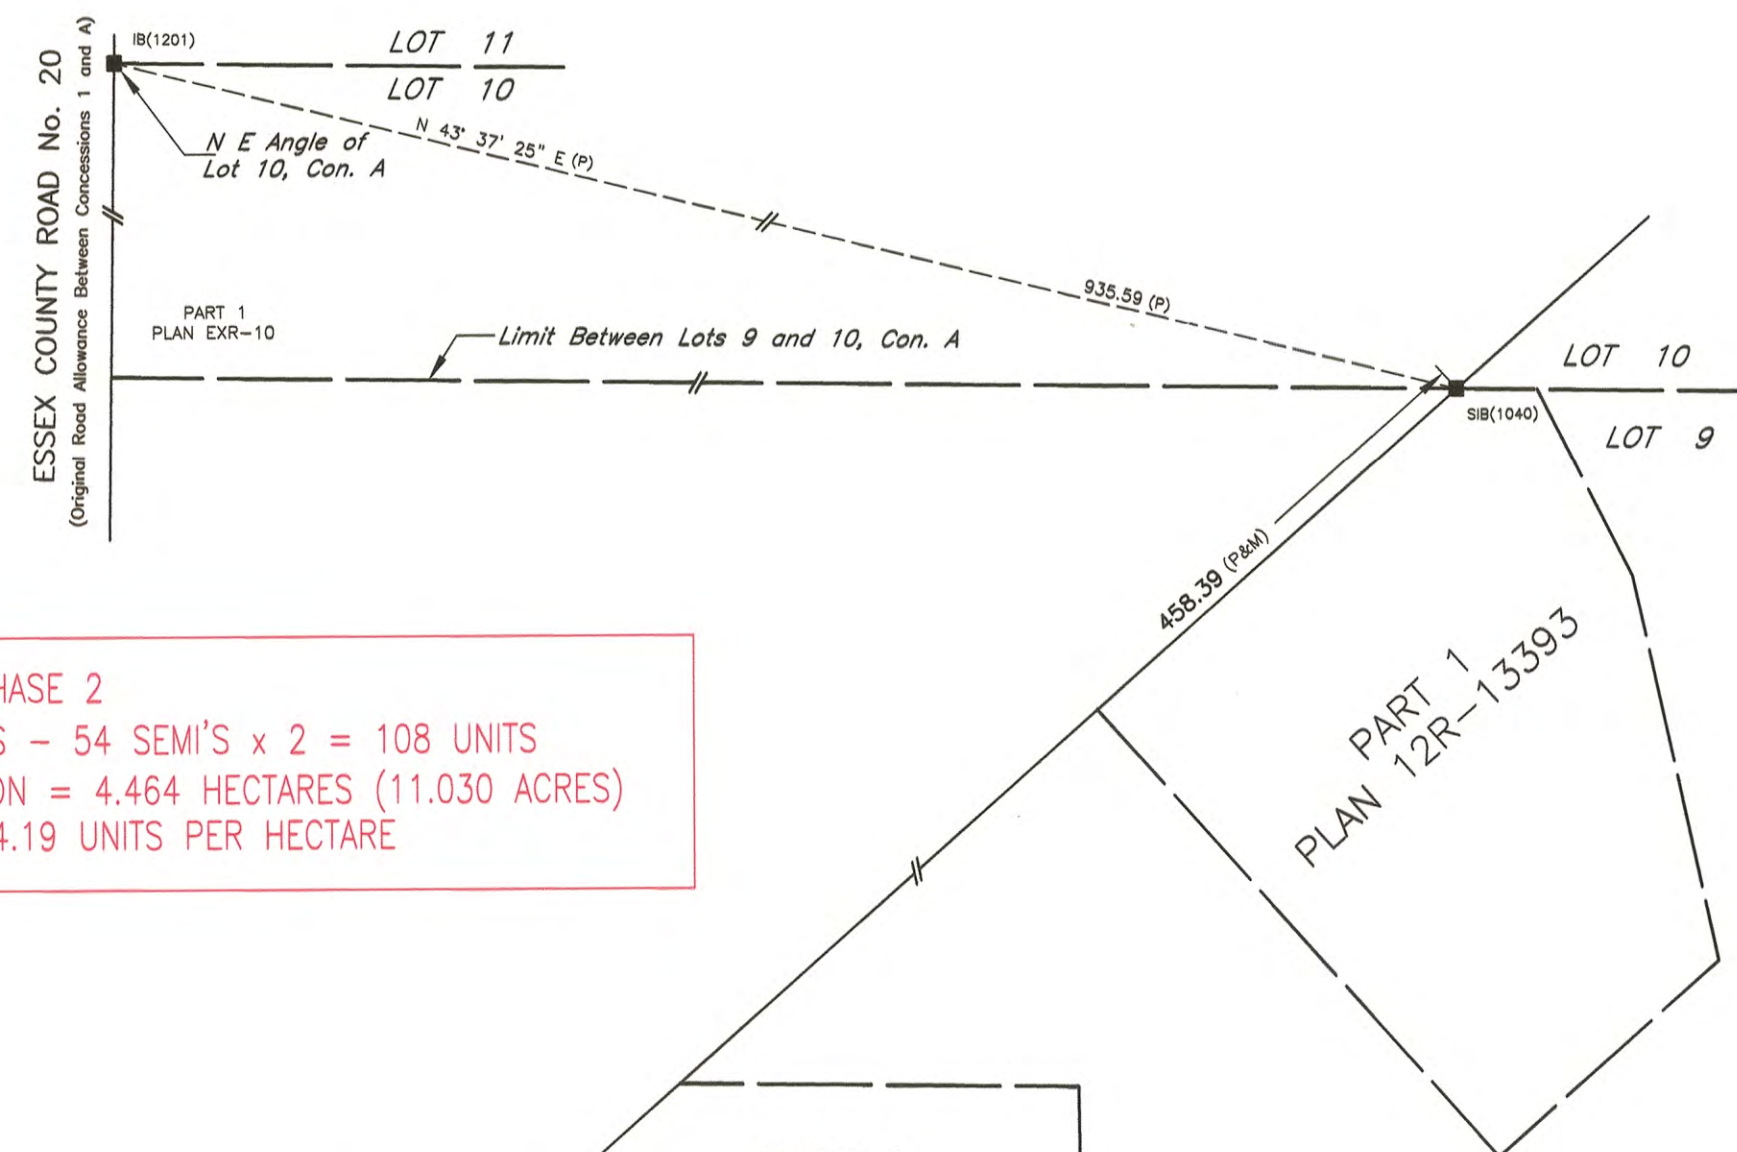 ESSEX COUNTY ROAD No. 20
(Original Road Allowance Between Concessions 1 and A)
IB(1201)
LOT 11
LOT 10
N E Angle of
Lot 10, Con. A
N 43° 37' 25" E (P)
935.59 (P)
PART 1
PLAN EXR-10
Limit Between Lots 9 and 10, Con. A
LOT 10
SIB(1040)
LOT 9
458.39 (P&M)
PART 1
PLAN 12R-13393
HASE 2
S - 54 SEMI'S x 2 = 108 UNITS
ON = 4.464 HECTARES (11.030 ACRES)
4.19 UNITS PER HECTARE